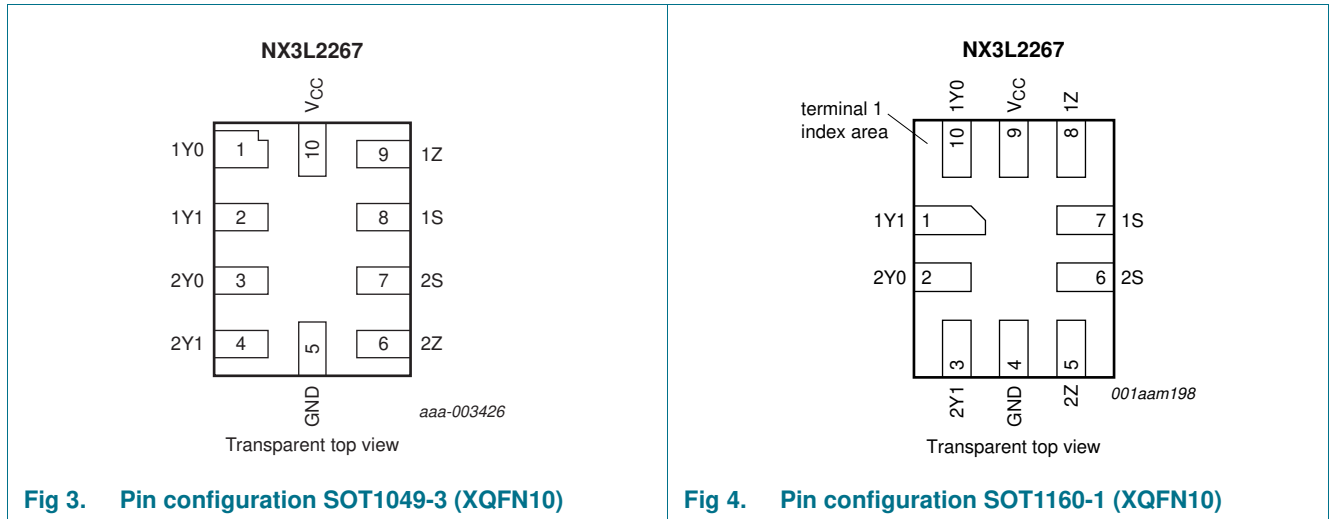 NX3L2267
VCC
1Y0 1 10 9 1Z
1Y1 2 8 1S
2Y0 3 7 2S
2Y1 4 5 6 2Z
GND
aaa-003426
Transparent top view
Fig 3. Pin configuration SOT1049-3 (XQFN10)
NX3L2267
terminal 1
index area
1Y0 VCC 1Z
10 9 8
1Y1 1 7 1S
2Y0 2 6 2S
3 4 5
2Y1 GND 2Z
001aam198
Transparent top view
Fig 4. Pin configuration SOT1160-1 (XQFN10)